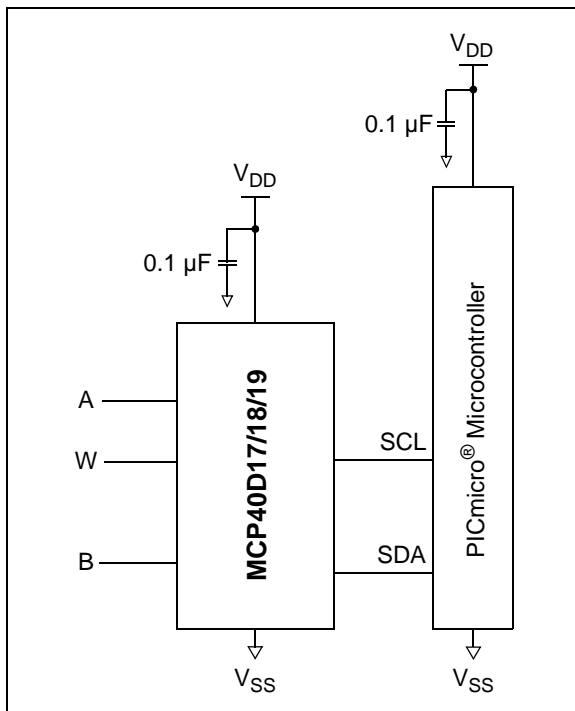 VDD
0.1 µF
VDD
0.1 µF
A
W
B
MCP40D17/18/19
SCL
SDA
PICmicro® Microcontroller
VSS
VSS